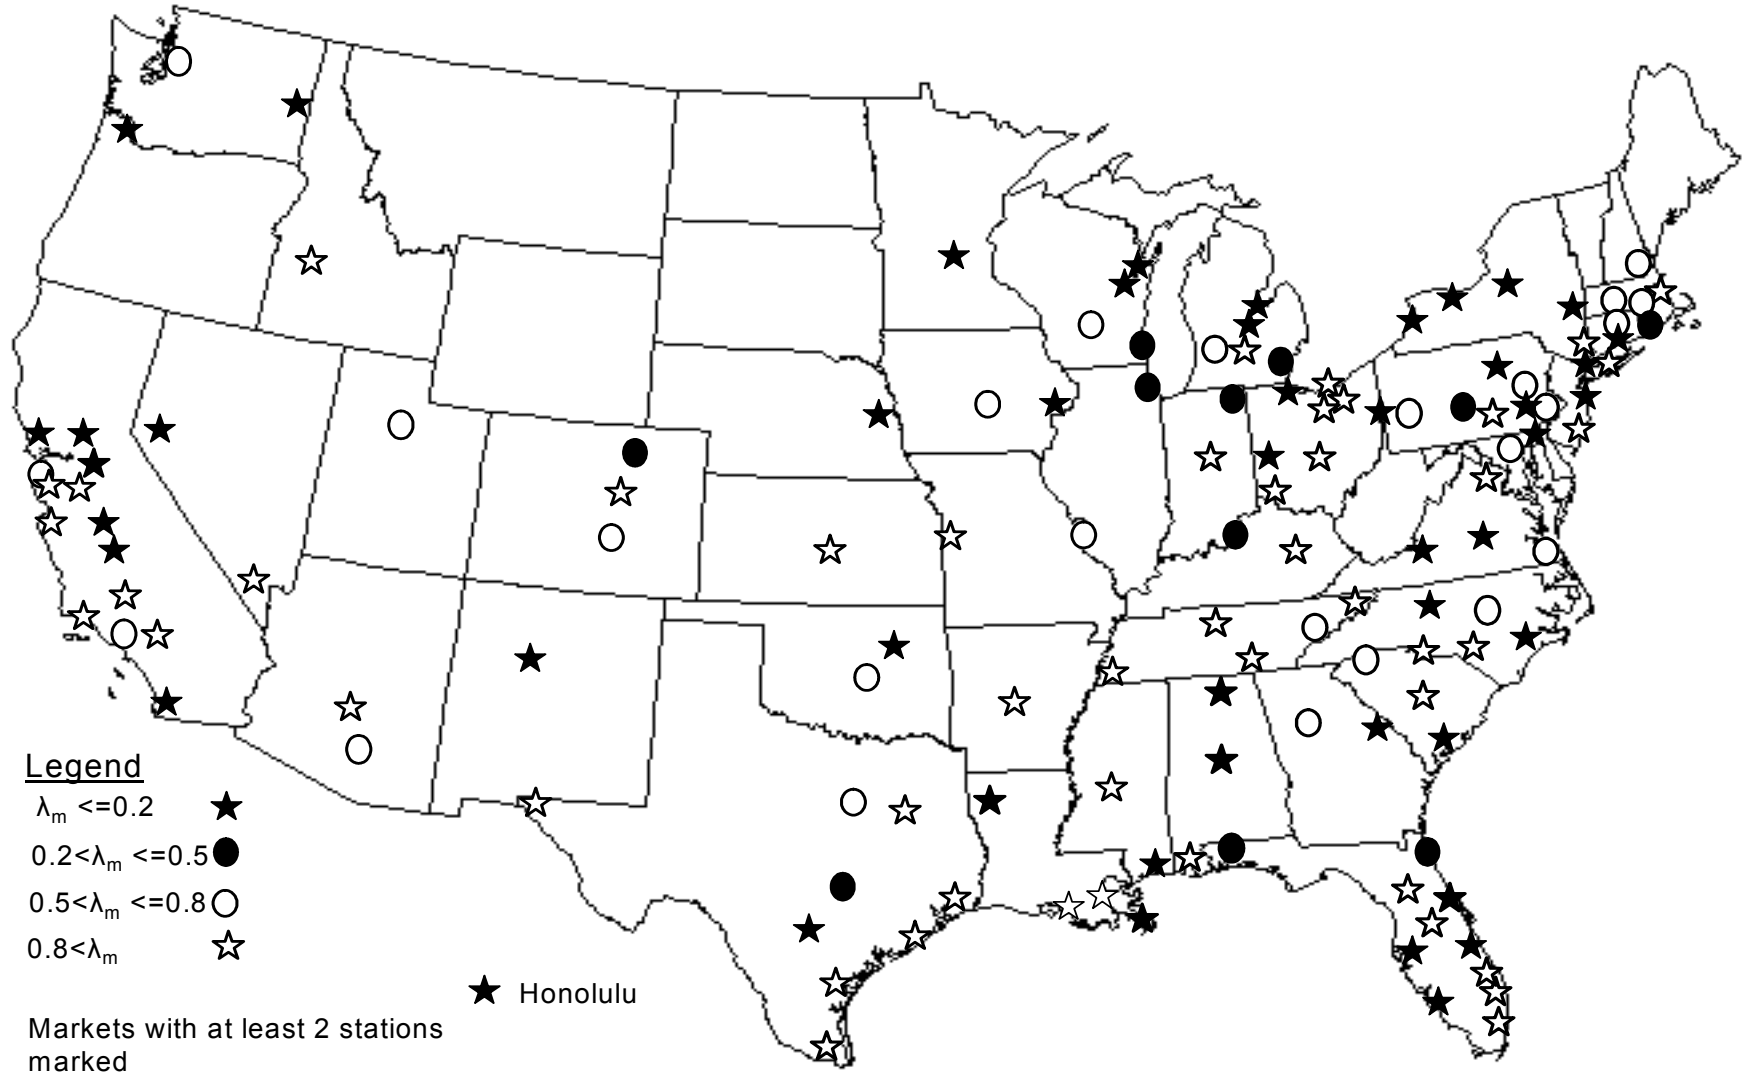 Legend
λm <=0.2
0.2<λm <=0.5
0.5<λm <=0.8
0.8<λm
Honolulu
Markets with at least 2 stations
marked